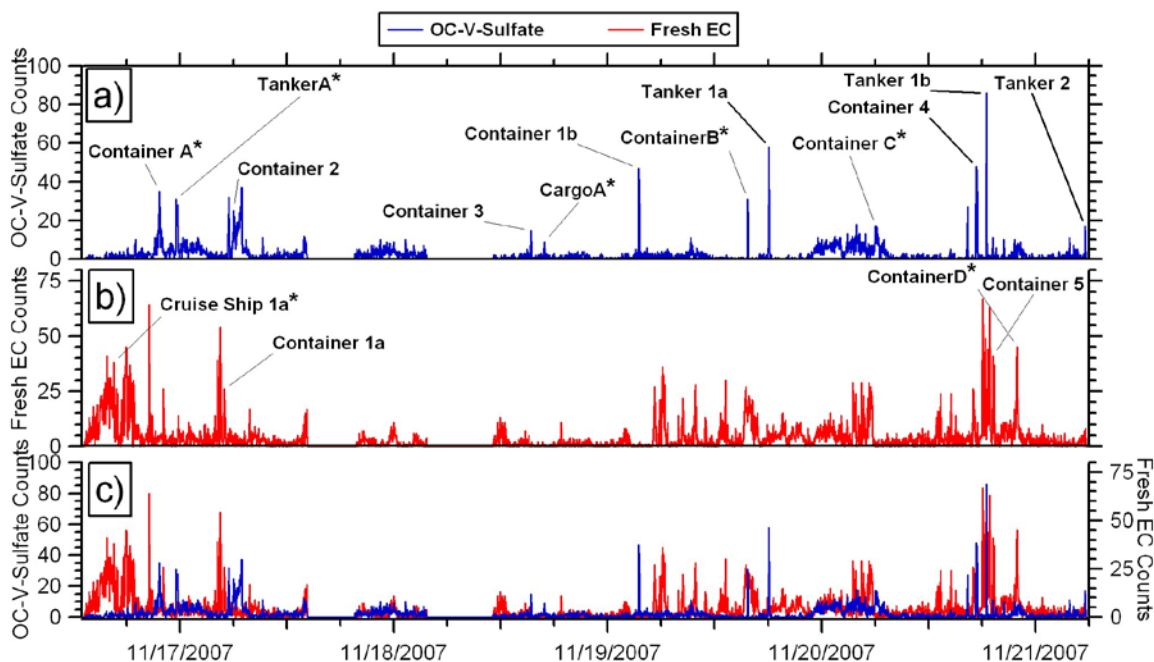 OC-V-Sulfate Fresh EC
a)
OC-V-Sulfate Counts
100
80
60
40
20
0
Container A*
TankerA*
Container 2
Container 3
CargoA*
Container 1b
ContainerB*
Tanker 1a
Container C*
Container 4
Tanker 1b
Tanker 2
b)
Fresh EC Counts
75
50
25
0
Cruise Ship 1a*
Container 1a
ContainerD*
Container 5
c)
OC-V-Sulfate Counts
100
80
60
40
20
0
Fresh EC Counts
75
50
25
0
11/17/2007 11/18/2007 11/19/2007 11/20/2007 11/21/2007